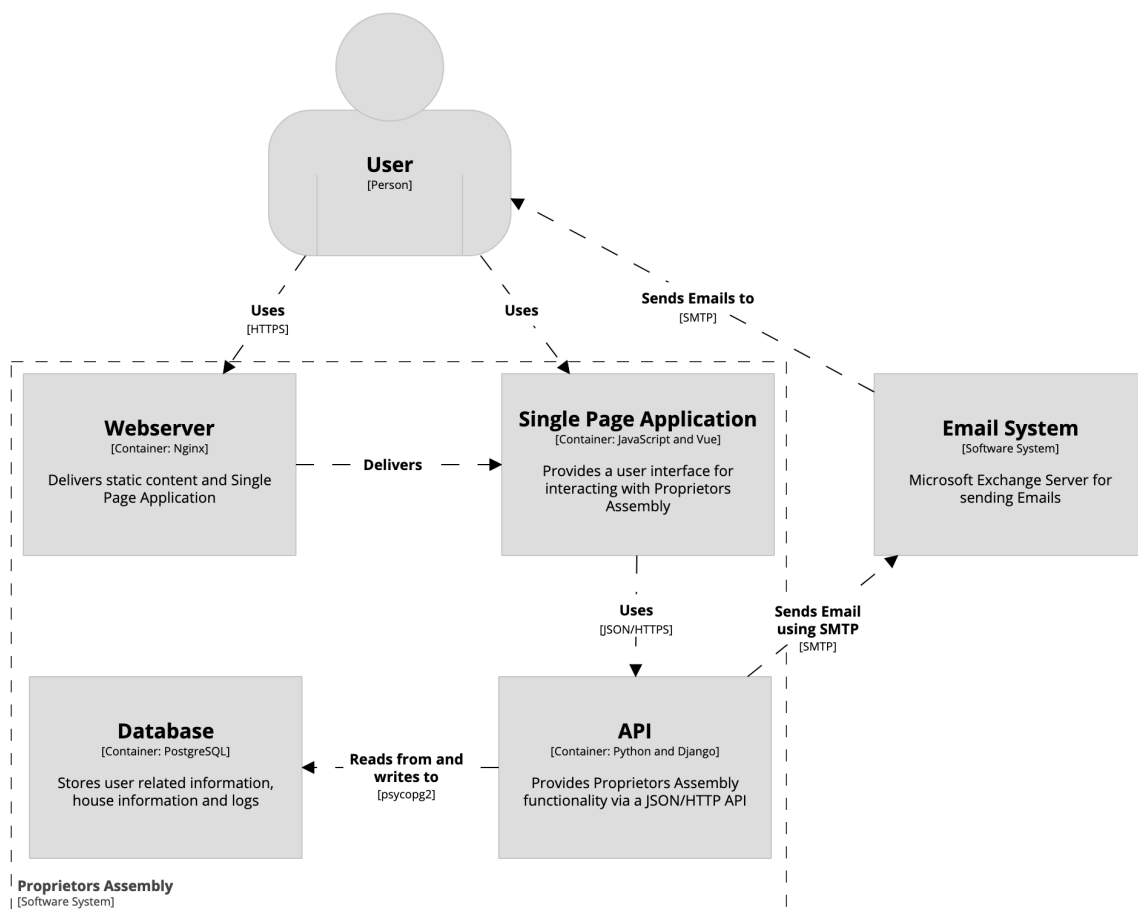 User
[Person]
Uses
[HTTPS]
Uses
Sends Emails to
[SMTP]
Webserver
[Container: Nginx]
Delivers static content and Single
Page Application
Delivers
Single Page Application
[Container: JavaScript and Vue]
Provides a user interface for
interacting with Proprietors
Assembly
Email System
[Software System]
Microsoft Exchange Server for
sending Emails
Uses
[JSON/HTTPS]
Sends Email
using SMTP
[SMTP]
Database
[Container: PostgreSQL]
Stores user related information,
house information and logs
Reads from and
writes to
[psycopg2]
API
[Container: Python and Django]
Provides Proprietors Assembly
functionality via a JSON/HTTP API
Proprietors Assembly
[Software System]